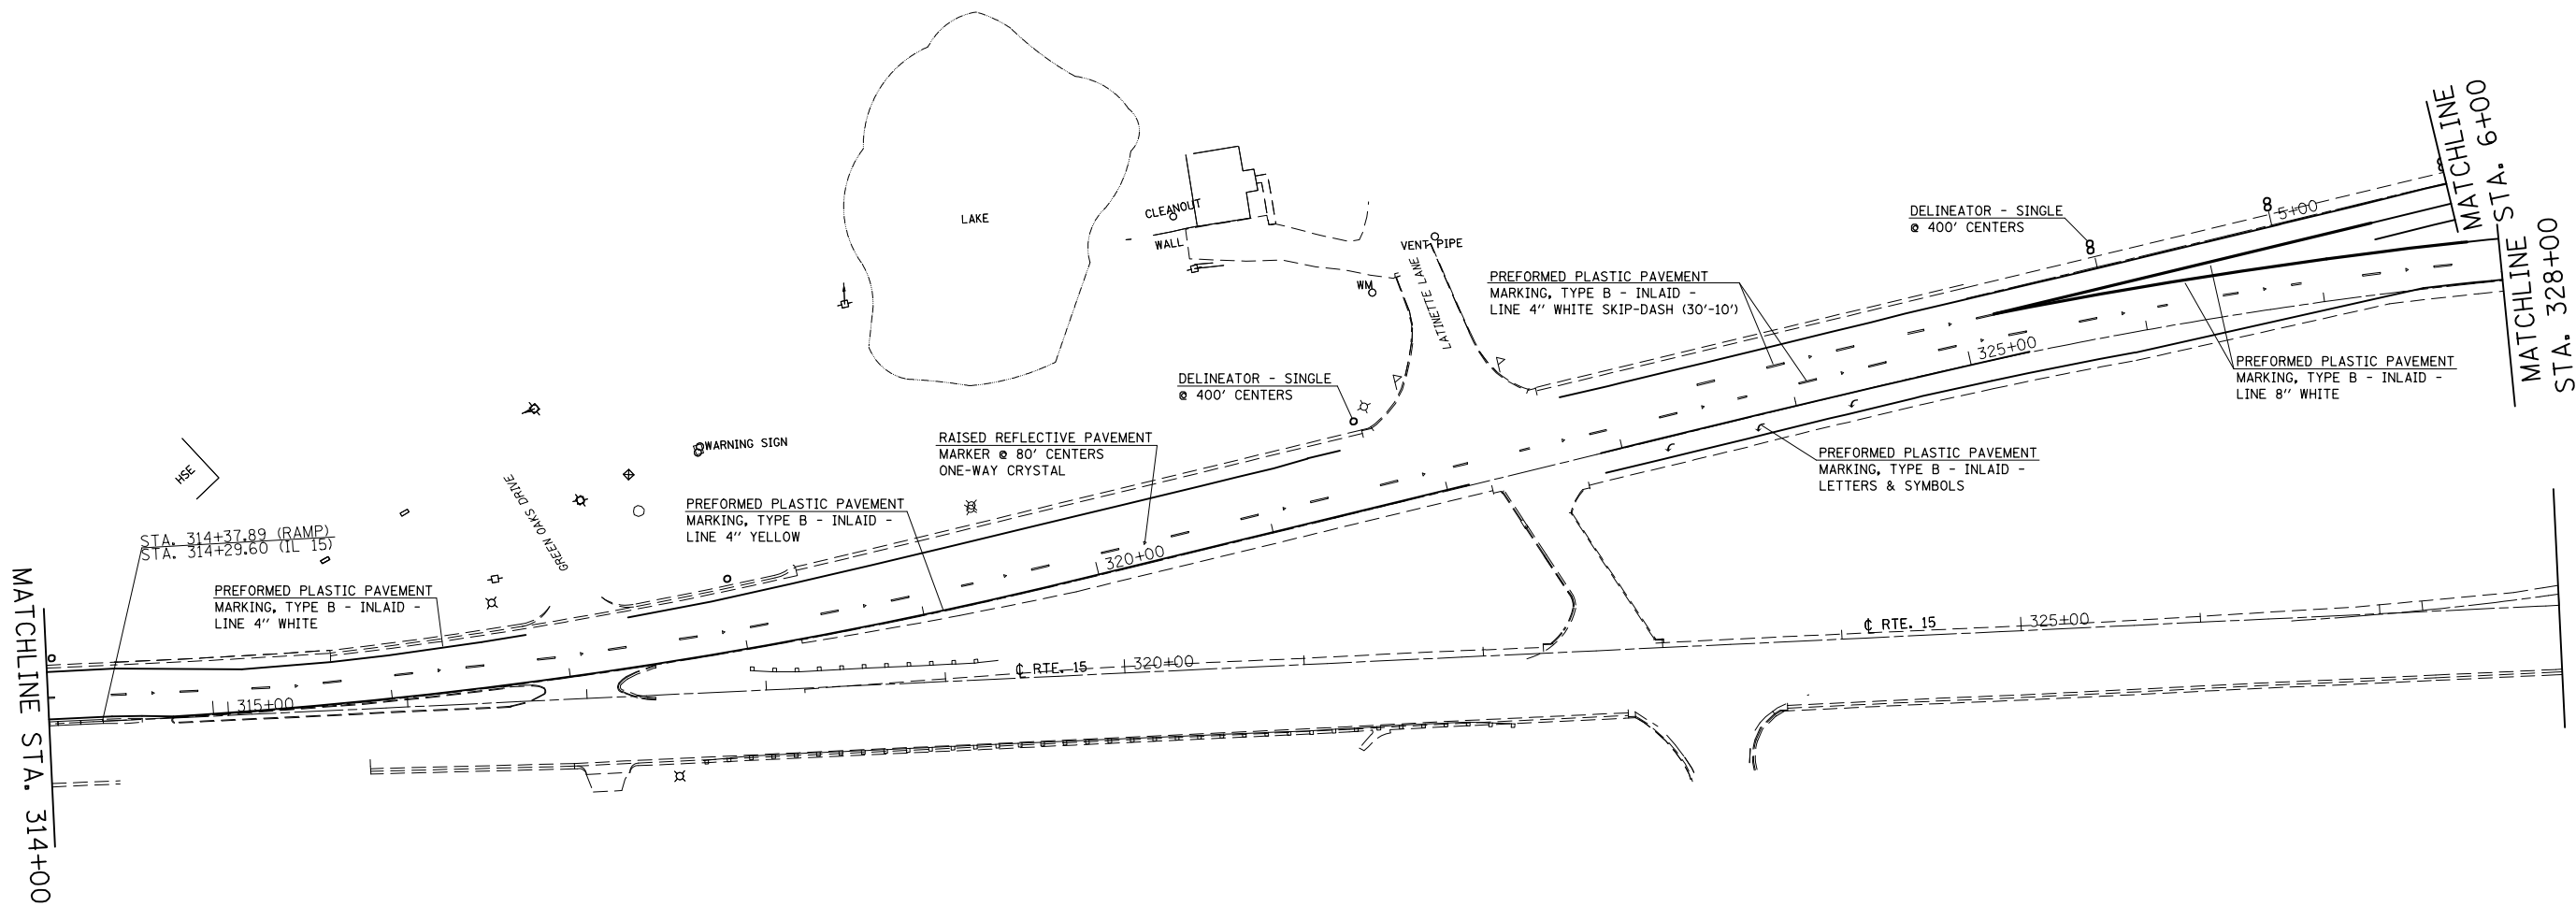 LAKE
CLEANOUT
WALL
VENT PIPE
WM
LATINETTE LANE
DELINEATOR - SINGLE
@ 400' CENTERS
5+00
MATCHLINE
STA. 6+00
MATCHLINE
STA. 328+00
PREFORMED PLASTIC PAVEMENT
MARKING, TYPE B - INLAID -
LINE 4" WHITE SKIP-DASH (30'-10')
325+00
PREFORMED PLASTIC PAVEMENT
MARKING, TYPE B - INLAID -
LINE 8" WHITE
DELINEATOR - SINGLE
@ 400' CENTERS
WARNING SIGN
RAISED REFLECTIVE PAVEMENT
MARKER @ 80' CENTERS
ONE-WAY CRYSTAL
PREFORMED PLASTIC PAVEMENT
MARKING, TYPE B - INLAID -
LETTERS & SYMBOLS
HSE
GREEN OAKS DRIVE
PREFORMED PLASTIC PAVEMENT
MARKING, TYPE B - INLAID -
LINE 4" YELLOW
STA. 314+37.89 (RAMP)
STA. 314+29.60 (IL 15)
320+00
PREFORMED PLASTIC PAVEMENT
MARKING, TYPE B - INLAID -
LINE 4" WHITE
MATCHLINE STA. 314+00
315+00
℄ RTE. 15
320+00
℄ RTE. 15
325+00